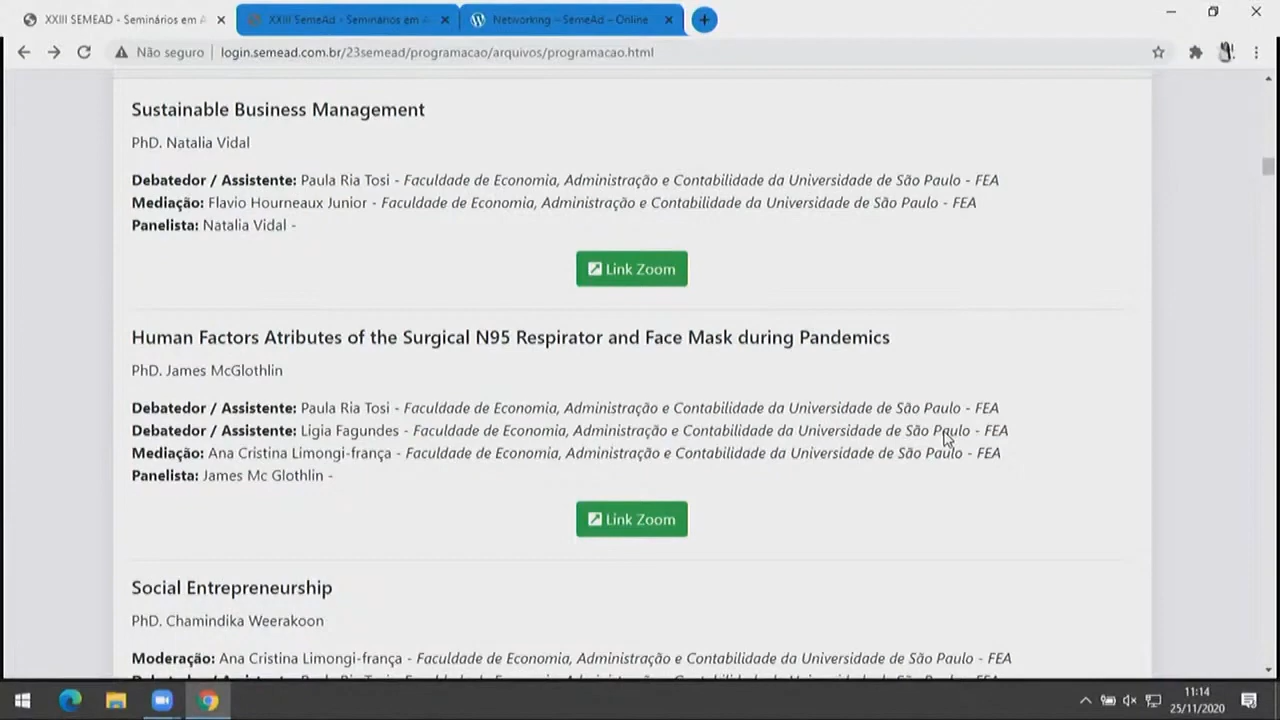 XXIII SEMEAD - Seminários em A
XXIII SemeAd - Seminários em A
Networking – SemeAd – Online
Não seguro
login.semead.com.br/23semead/programacao/arquivos/programacao.html
Sustainable Business Management
PhD. Natalia Vidal
Debatedor / Assistente: Paula Ria Tosi - Faculdade de Economia, Administração e Contabilidade da Universidade de São Paulo - FEA
Mediação: Flavio Hourneaux Junior - Faculdade de Economia, Administração e Contabilidade da Universidade de São Paulo - FEA
Panelista: Natalia Vidal -
Link Zoom
Human Factors Atributes of the Surgical N95 Respirator and Face Mask during Pandemics
PhD. James McGlothlin
Debatedor / Assistente: Paula Ria Tosi - Faculdade de Economia, Administração e Contabilidade da Universidade de São Paulo - FEA
Debatedor / Assistente: Ligia Fagundes - Faculdade de Economia, Administração e Contabilidade da Universidade de São Paulo - FEA
Mediação: Ana Cristina Limongi-frança - Faculdade de Economia, Administração e Contabilidade da Universidade de São Paulo - FEA
Panelista: James Mc Glothlin -
Link Zoom
Social Entrepreneurship
PhD. Chamindika Weerakoon
Moderação: Ana Cristina Limongi-frança - Faculdade de Economia, Administração e Contabilidade da Universidade de São Paulo - FEA
11:14
25/11/2020